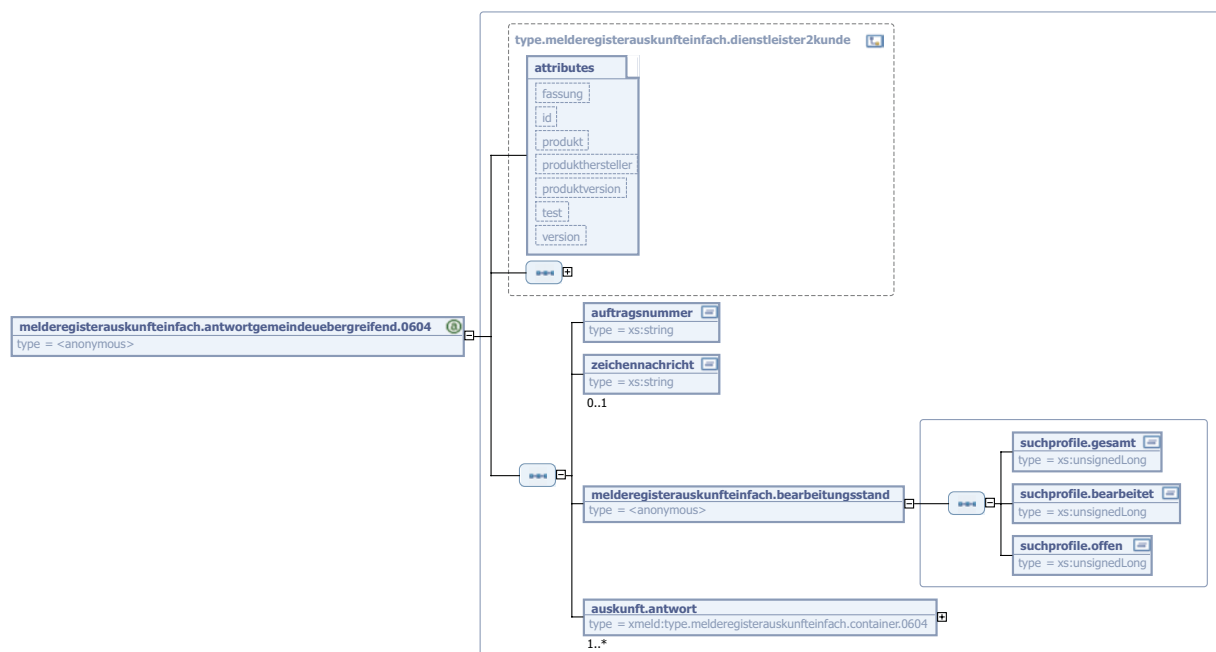 type.melderegisterauskunfteinfach.dienstleister2kunde
attributes
fassung
id
produkt
produkthersteller
produktversion
test
version
melderegisterauskunfteinfach.antwortgemeindeuebergreifend.0604
a
type = <anonymous>
auftragsnummer
type = xs:string
zeichennachricht
type = xs:string
0..1
melderegisterauskunfteinfach.bearbeitungsstand
type = <anonymous>
suchprofile.gesamt
type = xs:unsignedLong
suchprofile.bearbeitet
type = xs:unsignedLong
suchprofile.offen
type = xs:unsignedLong
auskunft.antwort
type = xmeld:type.melderegisterauskunfteinfach.container.0604
1..*